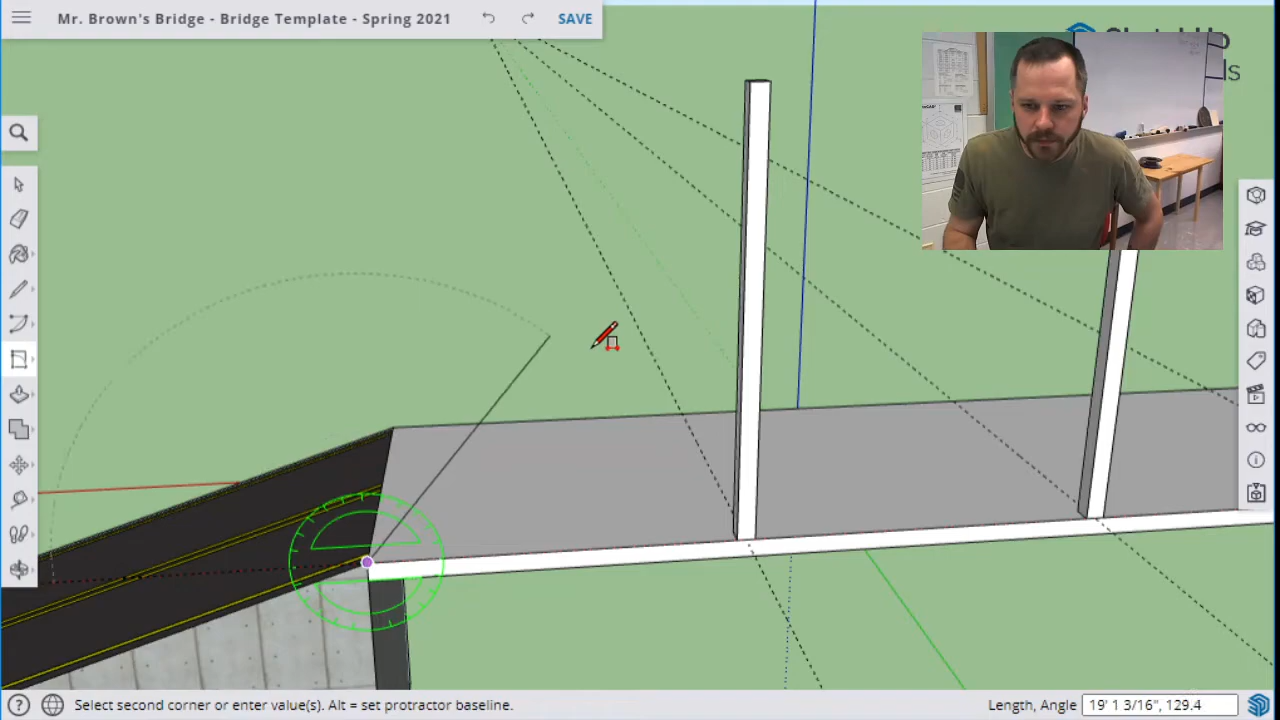 Mr. Brown's Bridge - Bridge Template - Spring 2021
SAVE
Select second corner or enter value(s). Alt = set protractor baseline.
Length, Angle
19' 1 3/16", 129.4